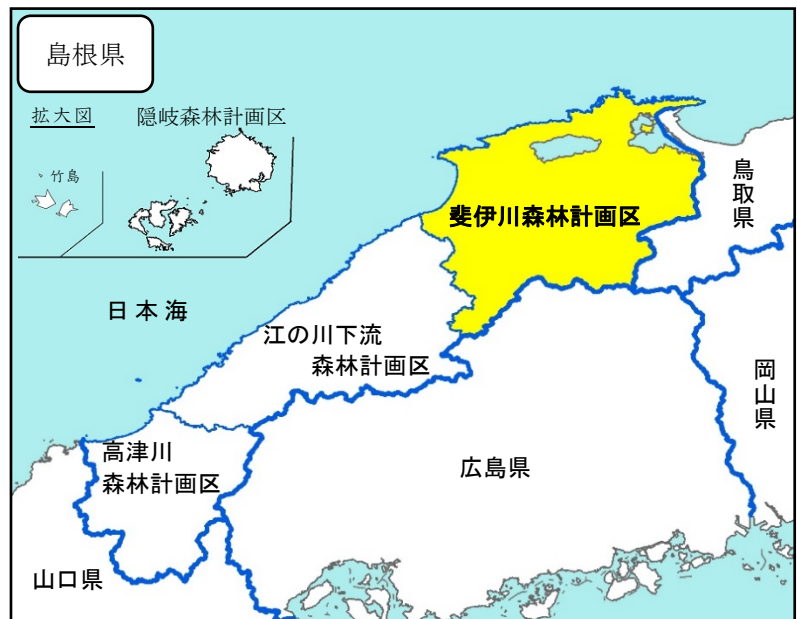 島根県
拡大図
隠岐森林計画区
竹島
鳥取県
斐伊川森林計画区
日本海
江の川下流
森林計画区
岡山県
高津川
森林計画区
広島県
山口県